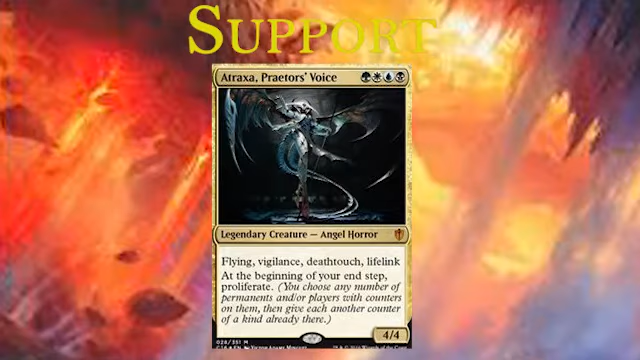 Support
Atraxa, Praetors' Voice
Legendary Creature — Angel Horror
Flying, vigilance, deathtouch, lifelink
At the beginning of your end step,
proliferate. (You choose any number of
permanents and/or players with counters
on them, then give each another counter
of a kind already there.)
4/4
028/351 M